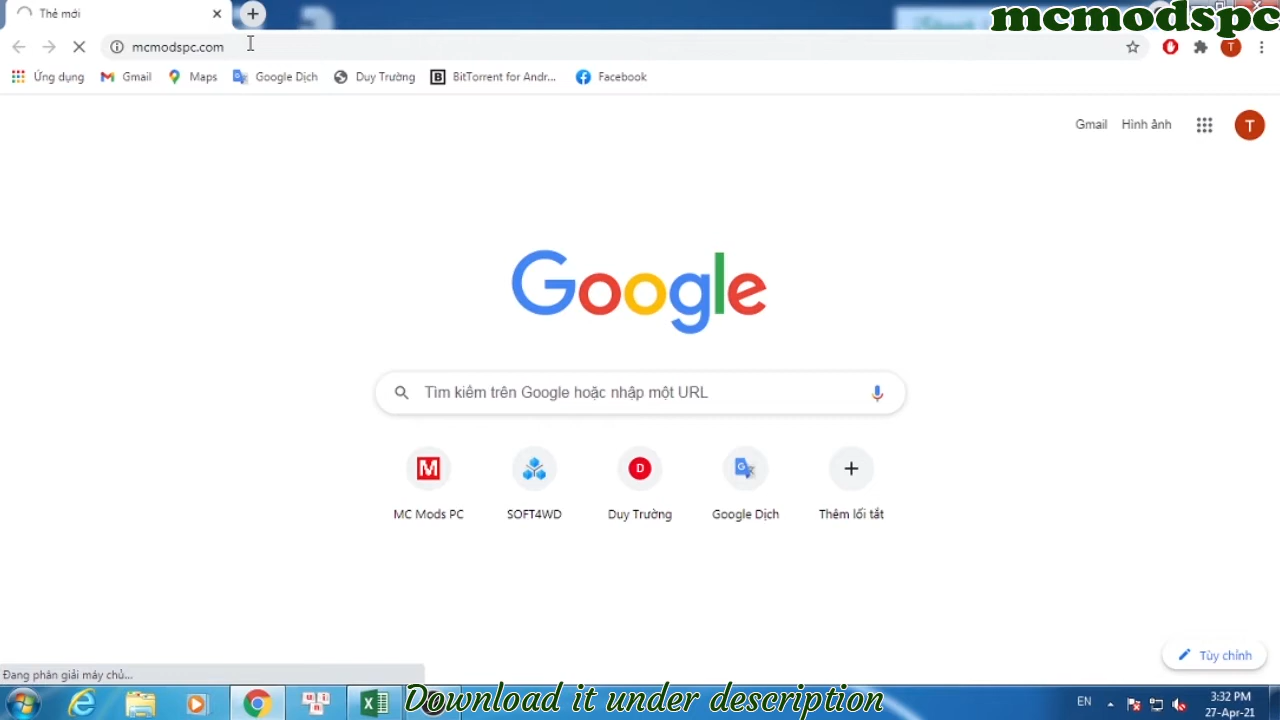 Thẻ mới
mcmodspc
mcmodspc.com
T
Ứng dụng
Gmail
Maps
Google Dịch
Duy Trường
BitTorrent for Andr...
Facebook
Gmail
Hình ảnh
T
Google
Tìm kiếm trên Google hoặc nhập một URL
MC Mods PC
SOFT4WD
Duy Trường
Google Dịch
Thêm lối tắt
Tùy chỉnh
Đang phân giải máy chủ...
Download it under description
EN
3:32 PM
27-Apr-21